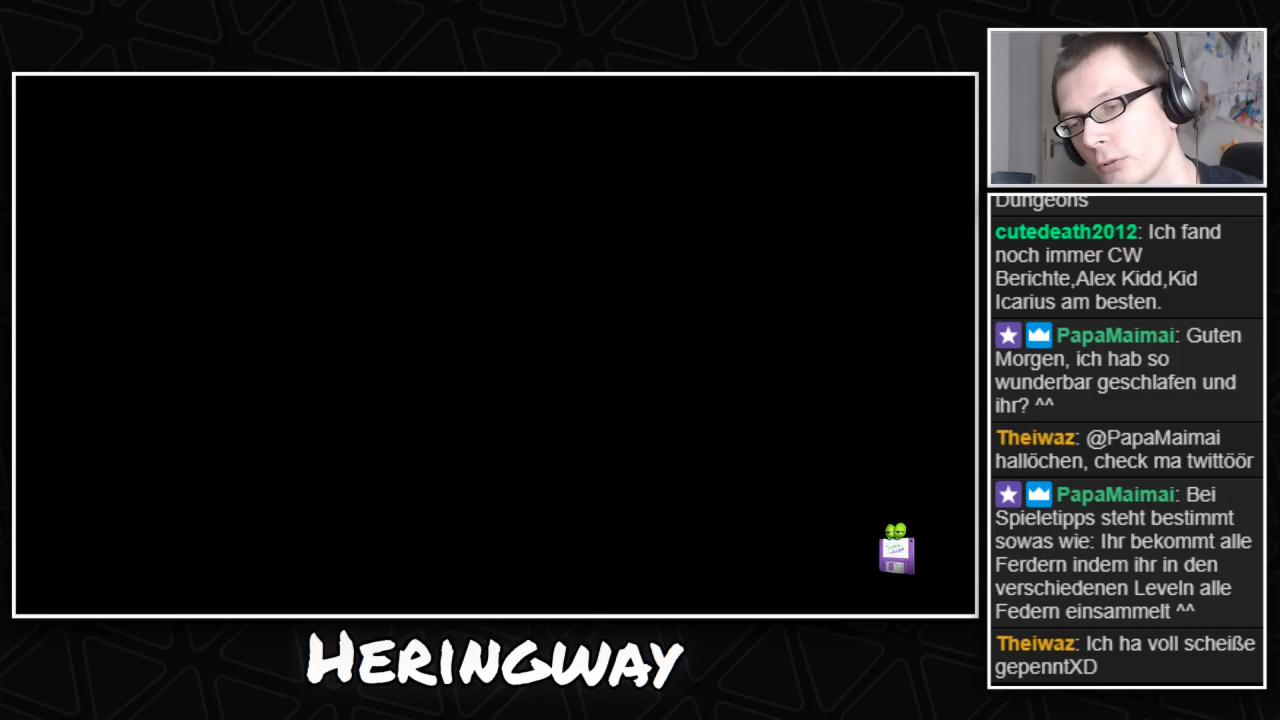 Dungeons
cutedeath2012: Ich fand
noch immer CW
Berichte,Alex Kidd,Kid
Icarius am besten.
PapaMaimai: Guten
Morgen, ich hab so
wunderbar geschlafen und
ihr? ^^
Theiwaz: @PapaMaimai
hallöchen, check ma twittöör
PapaMaimai: Bei
Spieletipps steht bestimmt
sowas wie: Ihr bekommt alle
Ferdern indem ihr in den
verschiedenen Leveln alle
Federn einsammelt ^^
Theiwaz: Ich ha voll scheiße
gepenntXD
HERINGWAY